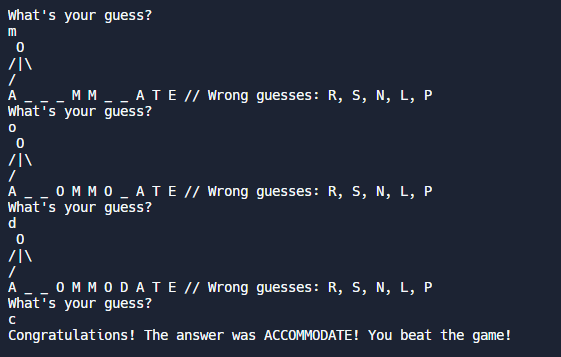 What's your guess?
m
 O
/|\
/
A _ _ _ M M _ _ A T E // Wrong guesses: R, S, N, L, P
What's your guess?
o
 O
/|\
/
A _ _ O M M O _ A T E // Wrong guesses: R, S, N, L, P
What's your guess?
d
 O
/|\
/
A _ _ O M M O D A T E // Wrong guesses: R, S, N, L, P
What's your guess?
c
Congratulations! The answer was ACCOMMODATE! You beat the game!